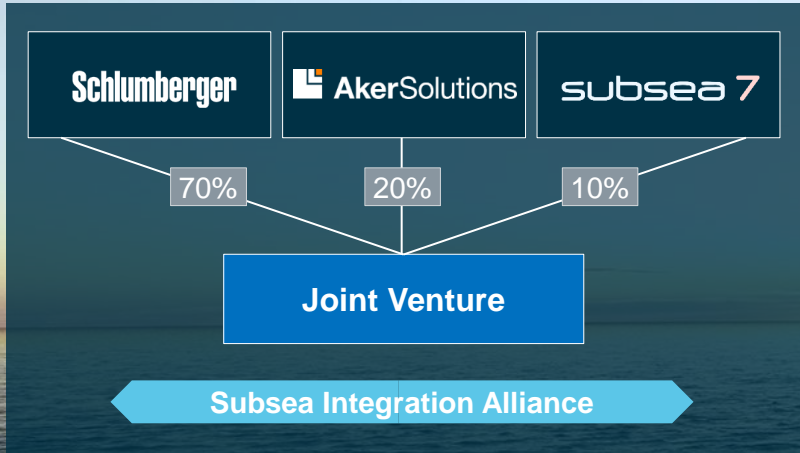 Schlumberger
AkerSolutions
subsea 7
70%
20%
10%
Joint Venture
Subsea Integration Alliance